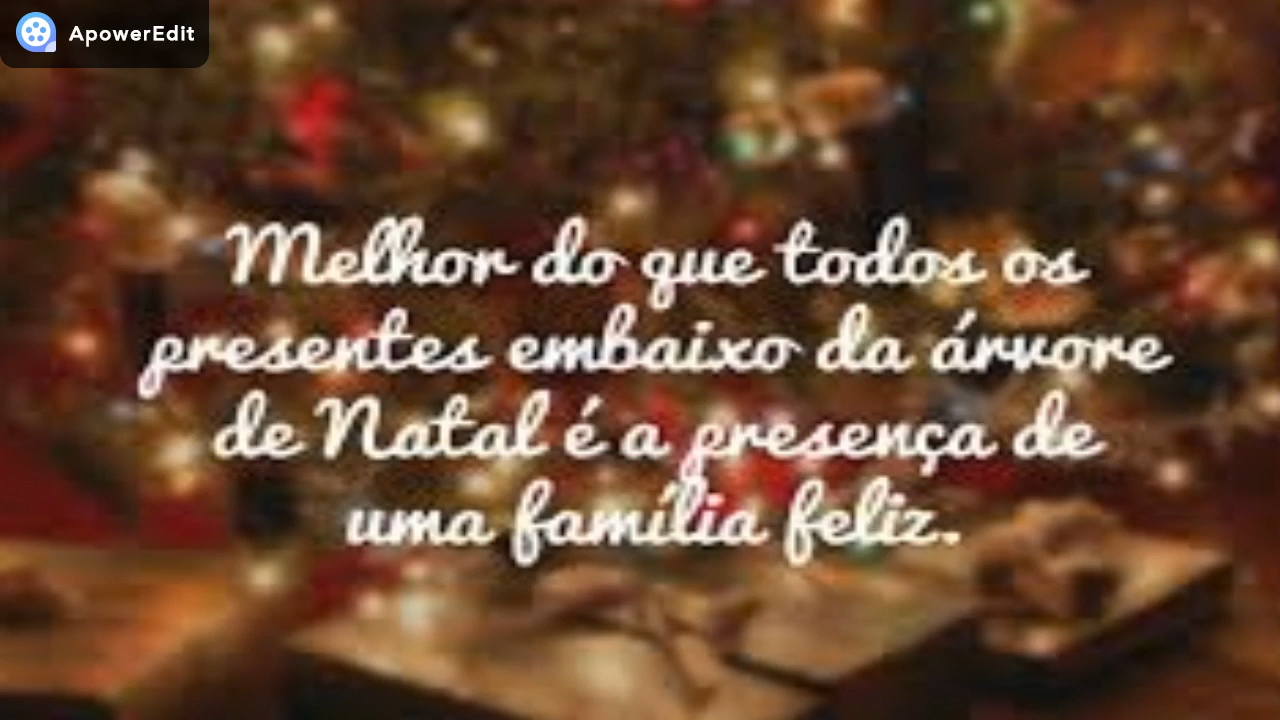 ApowerEdit
Melhor do que todos os
presentes embaixo da árvore
de Natal é a presença de
uma família feliz.